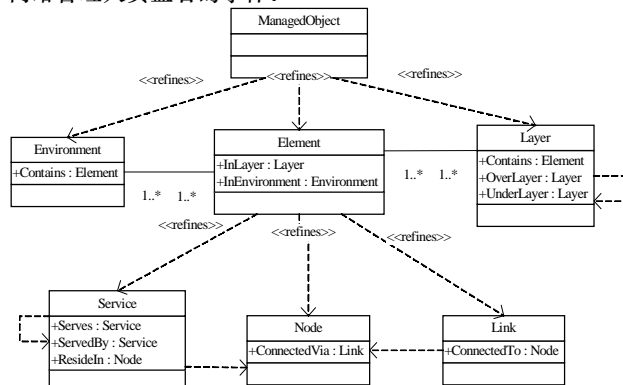 ManagedObject
<<refines>>
<<refines>>
<<refines>>
Environment
+Contains : Element
Element
+InLayer : Layer
+InEnvironment : Environment
Layer
+Contains : Element
+OverLayer : Layer
+UnderLayer : Layer
1..*
1..*
1..*
1..*
<<refines>>
<<refines>>
<<refines>>
Service
+Serves : Service
+ServedBy : Service
+ResideIn : Node
Node
+ConnectedVia : Link
Link
+ConnectedTo : Node